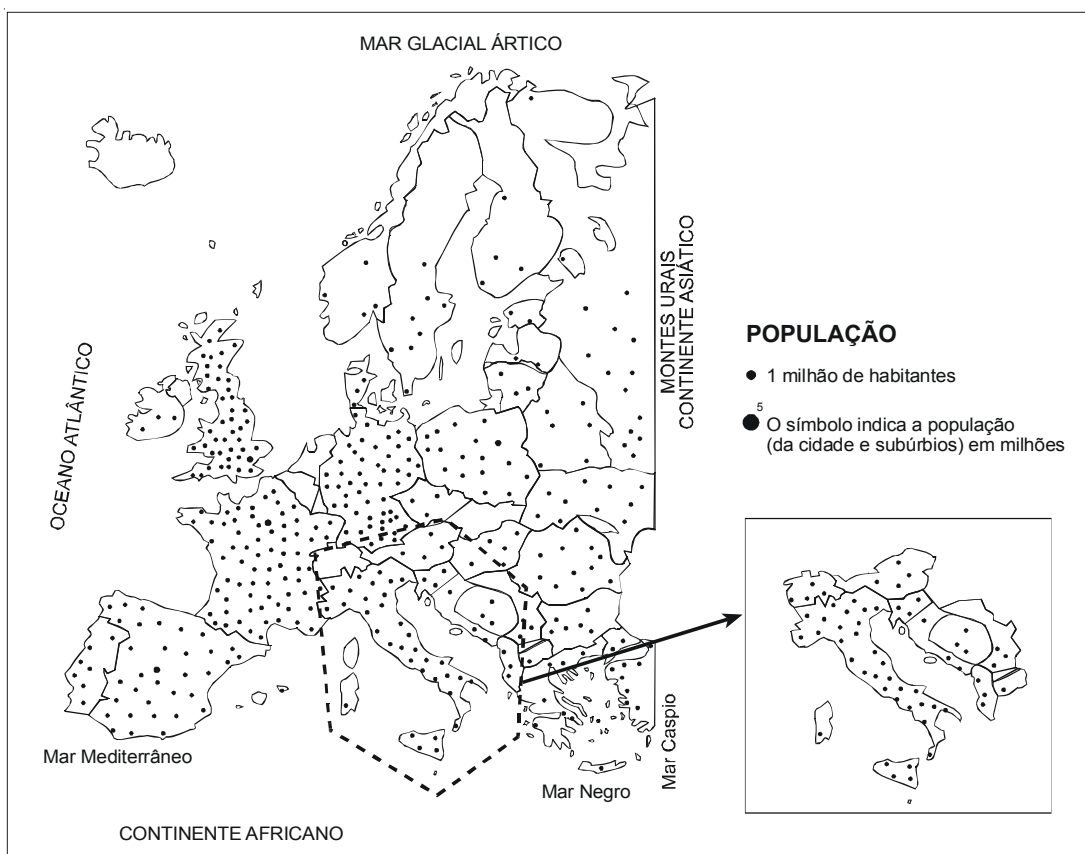 MAR GLACIAL ÁRTICO
OCEANO ATLÂNTICO
MONTES URAIS
CONTINENTE ASIÁTICO
POPULAÇÃO
1 milhão de habitantes
5
O símbolo indica a população
(da cidade e subúrbios) em milhões
Mar Mediterrâneo
Mar Negro
Mar Caspio
CONTINENTE AFRICANO